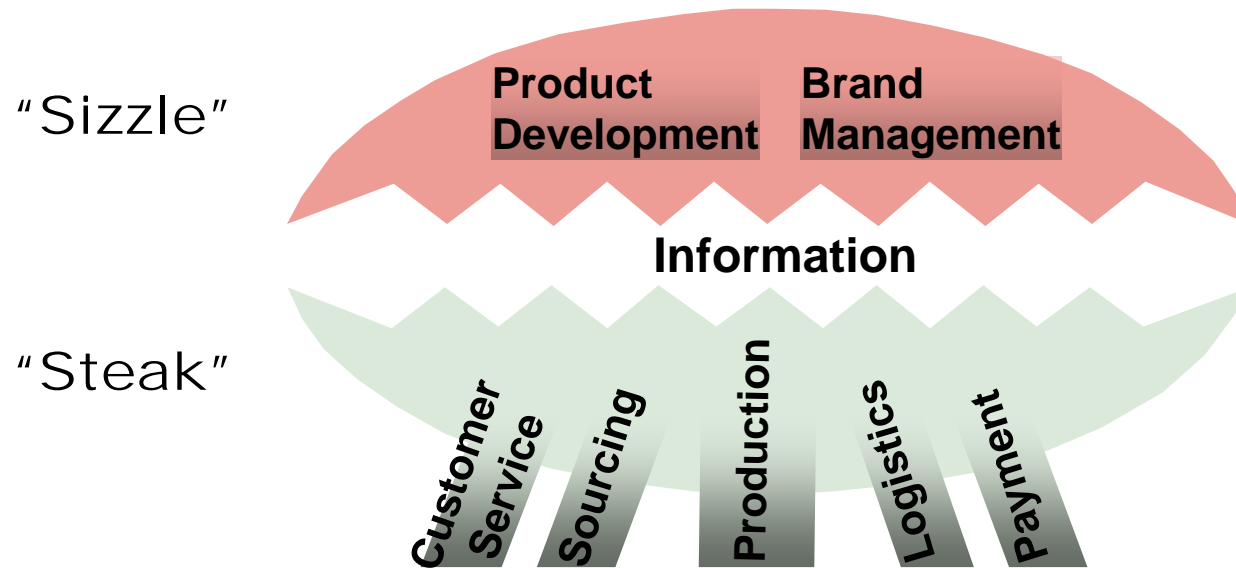 "Sizzle"
Product
Development
Brand
Management
Information
"Steak"
Customer
Service
Sourcing
Production
Logistics
Payment